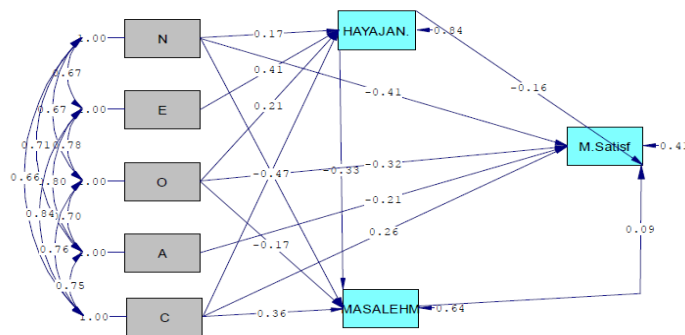 1.00 N 0.17 HAYAJAN. 0.84
0.67
0.41 -0.41 -0.16
0.67 1.00 E
0.21
0.71 0.78
M.Satisf
0.66 0.80 1.00 O -0.47 -0.33 -0.32
0.84 0.70 -0.21
0.76 1.00 A -0.17 0.26 0.09
0.75
1.00 C 0.36 MASALEHM 0.64